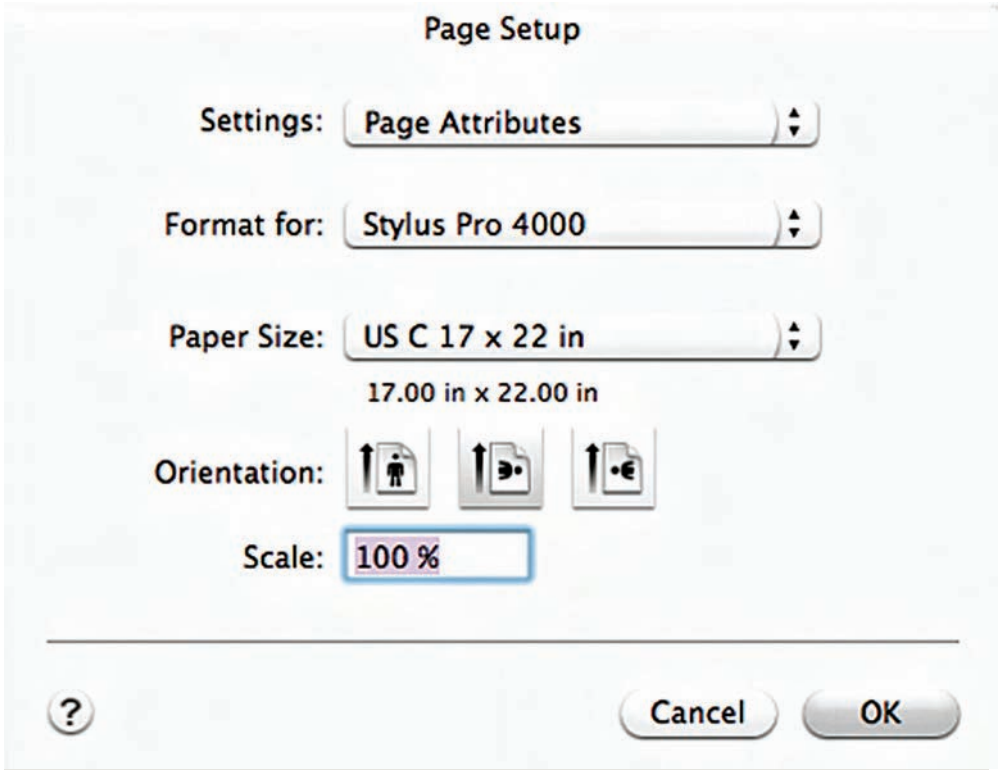 Page Setup
Settings: Page Attributes
Format for: Stylus Pro 4000
Paper Size: US C 17 x 22 in
17.00 in x 22.00 in
Orientation:
Scale: 100 %
? Cancel OK